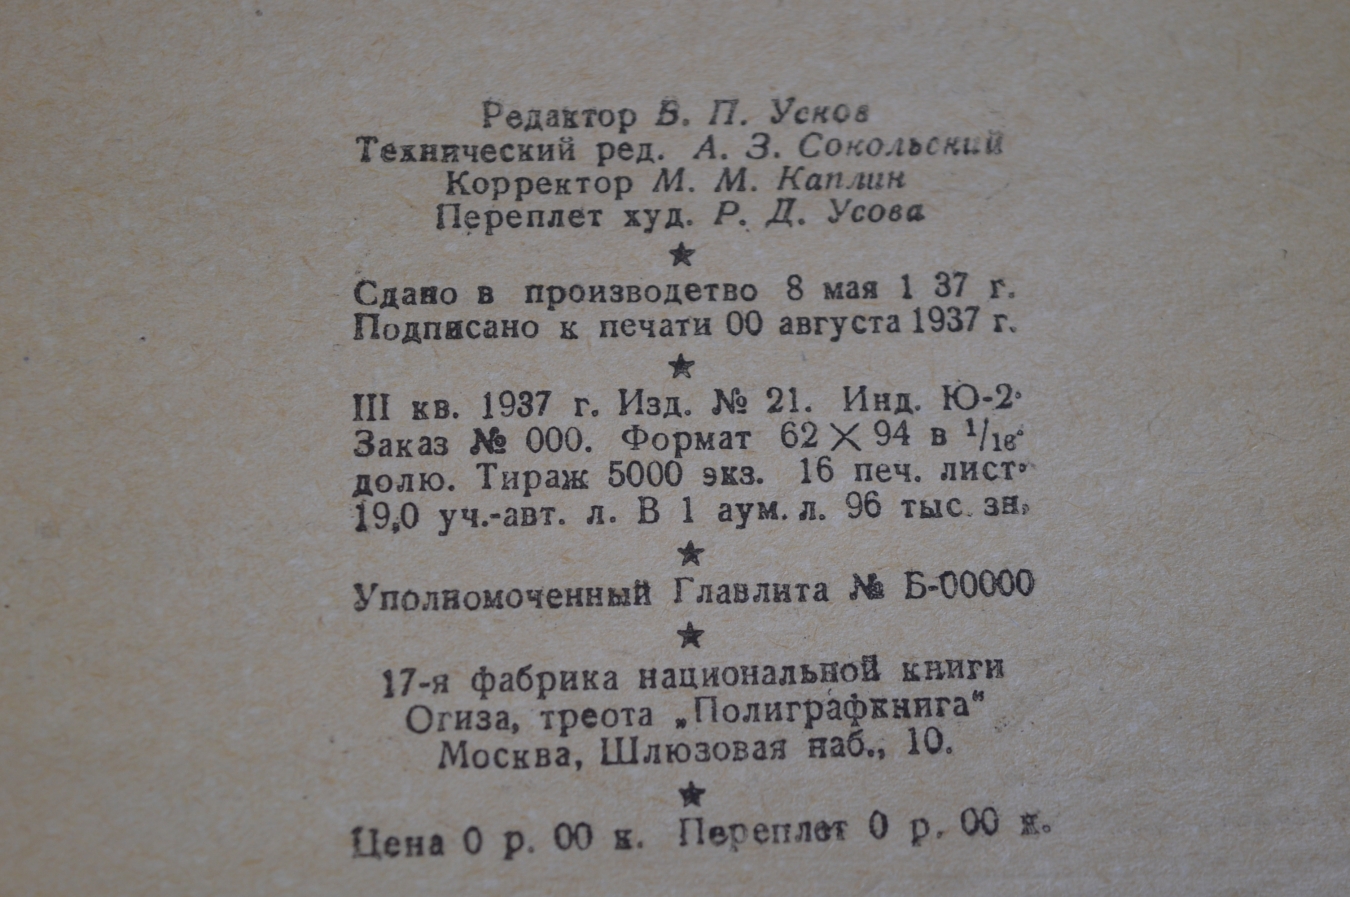 Редактор В. П. Усков
Технический ред. А. З. Сокольский
Корректор М. М. Каплин
Переплет худ. Р. Д. Усова
★
Сдано в производетво 8 мая 1 37 г.
Подписано к печати 00 августа 1937 г.
★
III кв. 1937 г. Изд. № 21. Инд. Ю-2.
Заказ № 000. Формат 62 × 94 в 1/16.
долю. Тираж 5000 экз. 16 печ. лист.
19,0 уч.-авт. л. В 1 аум. л. 96 тыс. зн.
★
Уполномоченный Главлита № Б-00000
★
17-я фабрика национальной книги
Огиза, треота „Полиграфкнига"
Москва, Шлюзовая наб., 10.
★
Цена 0 р. 00 к. Переплет 0 р. 00 к.